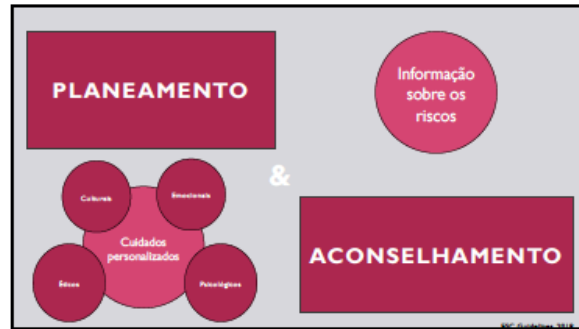 PLANEAMENTO
Informação
sobre os
riscos
&
Culturais
Emocionais
Cuidados
personalizados
Éticos
Psicológicos
ACONSELHAMENTO
ESC Guidelines, 2018